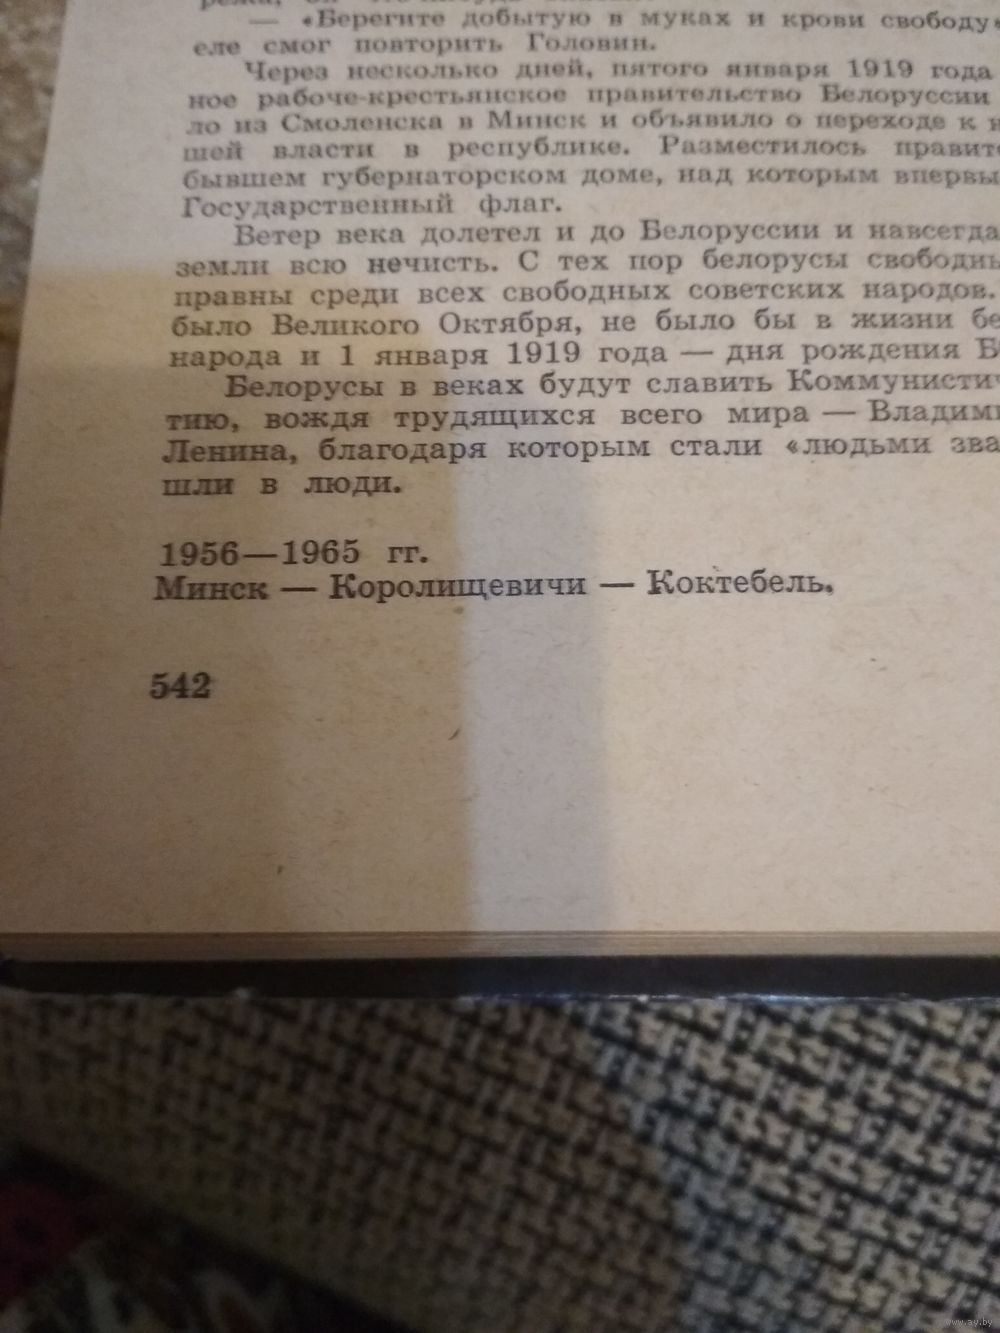 — «Берегите добытую в муках и крови свободу»
еле смог повторить Головин.
Через несколько дней, пятого января 1919 года
ное рабоче-крестьянское правительство Белоруссии
ло из Смоленска в Минск и объявило о переходе к н
шей власти в республике. Разместилось правите
бывшем губернаторском доме, над которым впервы
Государственный флаг.
Ветер века долетел и до Белоруссии и навсегда
земли всю нечисть. С тех пор белорусы свободны
правны среди всех свободных советских народов.
было Великого Октября, не было бы в жизни бе
народа и 1 января 1919 года — дня рождения Б
Белорусы в веках будут славить Коммунистич
тию, вождя трудящихся всего мира — Владими
Ленина, благодаря которым стали «людьми зва
шли в люди.
1956—1965 гг.
Минск — Королищевичи — Коктебель.
542
www.ay.by